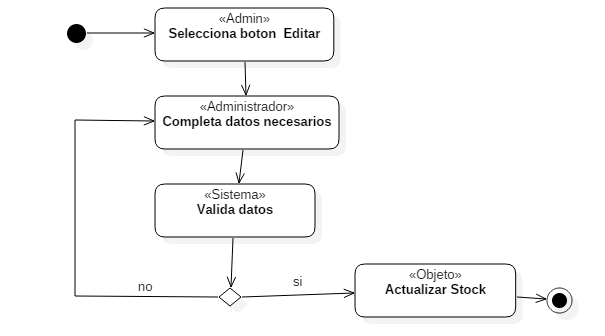 «Admin»
Selecciona boton  Editar
«Administrador»
Completa datos necesarios
«Sistema»
Valida datos
no
si
«Objeto»
Actualizar Stock